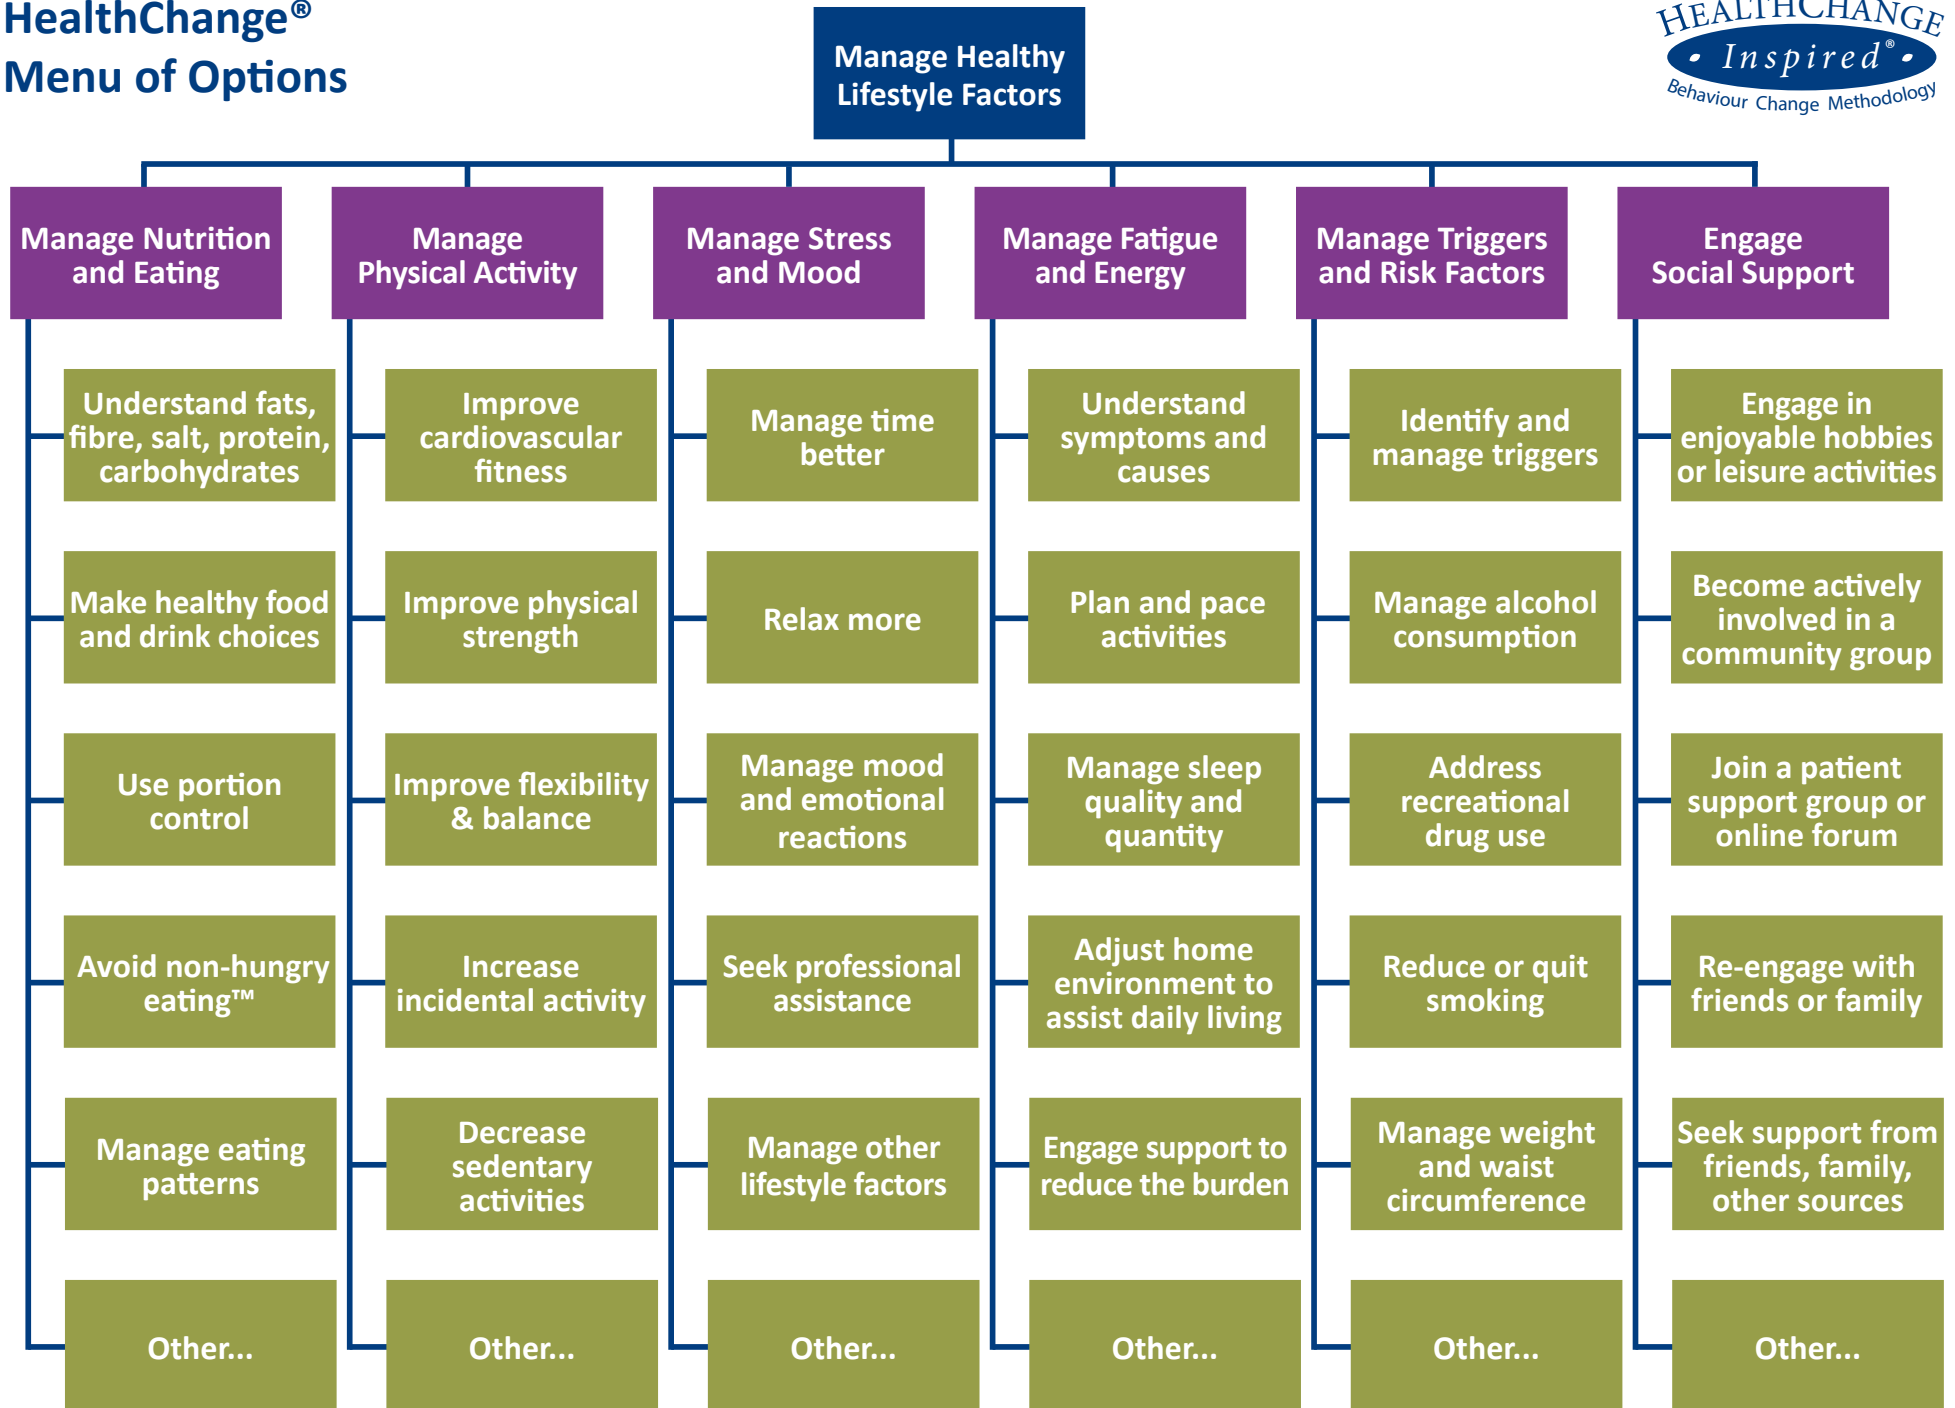 HealthChange®
Menu of Options
Manage Healthy
Lifestyle Factors
HEALTHCHANGE
• Inspired® •
Behaviour Change Methodology
Manage Nutrition
and Eating
Understand fats,
fibre, salt, protein,
carbohydrates
Make healthy food
and drink choices
Use portion
control
Avoid non-hungry
eating™
Manage eating
patterns
Other...
Manage
Physical Activity
Improve
cardiovascular
fitness
Improve physical
strength
Improve flexibility
& balance
Increase
incidental activity
Decrease
sedentary
activities
Other...
Manage Stress
and Mood
Manage time
better
Relax more
Manage mood
and emotional
reactions
Seek professional
assistance
Manage other
lifestyle factors
Other...
Manage Fatigue
and Energy
Understand
symptoms and
causes
Plan and pace
activities
Manage sleep
quality and
quantity
Adjust home
environment to
assist daily living
Engage support to
reduce the burden
Other...
Manage Triggers
and Risk Factors
Identify and
manage triggers
Manage alcohol
consumption
Address
recreational
drug use
Reduce or quit
smoking
Manage weight
and waist
circumference
Other...
Engage
Social Support
Engage in
enjoyable hobbies
or leisure activities
Become actively
involved in a
community group
Join a patient
support group or
online forum
Re-engage with
friends or family
Seek support from
friends, family,
other sources
Other...